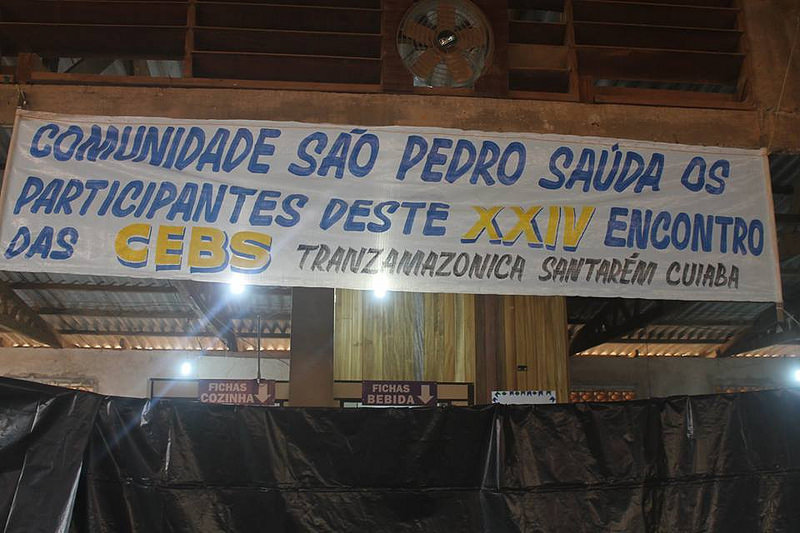 COMUNIDADE SÃO PEDRO SAÚDA OS
PARTICIPANTES DESTE XXIV ENCONTRO
DAS CEBS TRANZAMAZONICA SANTARÉM CUIABA
FICHAS
COZINHA
FICHAS
BEBIDA